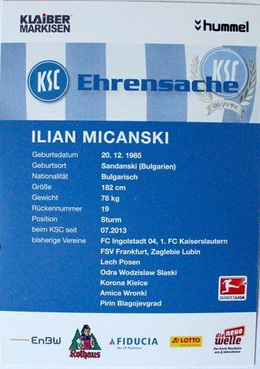 KLAIBER
MARKISEN
hummel
KSC Ehrensache KSC
ILIAN MICANSKI
Geburtsdatum 20. 12. 1985
Geburtsort Sandanski (Bulgarien)
Nationalität Bulgarisch
Größe 182 cm
Gewicht 78 kg
Rückennummer 19
Position Sturm
beim KSC seit 07.2013
bisherige Vereine FC Ingolstadt 04, 1. FC Kaiserslautern
FSV Frankfurt, Zaglebie Lubin
Lech Posen
Odra Wodzislaw Slaski
Korona Kielce
Amica Wronki
Pirin Blagojevgrad
BUNDESLIGA
EnBW
Rothaus
FIDUCIA
LOTTO
die neue
welle